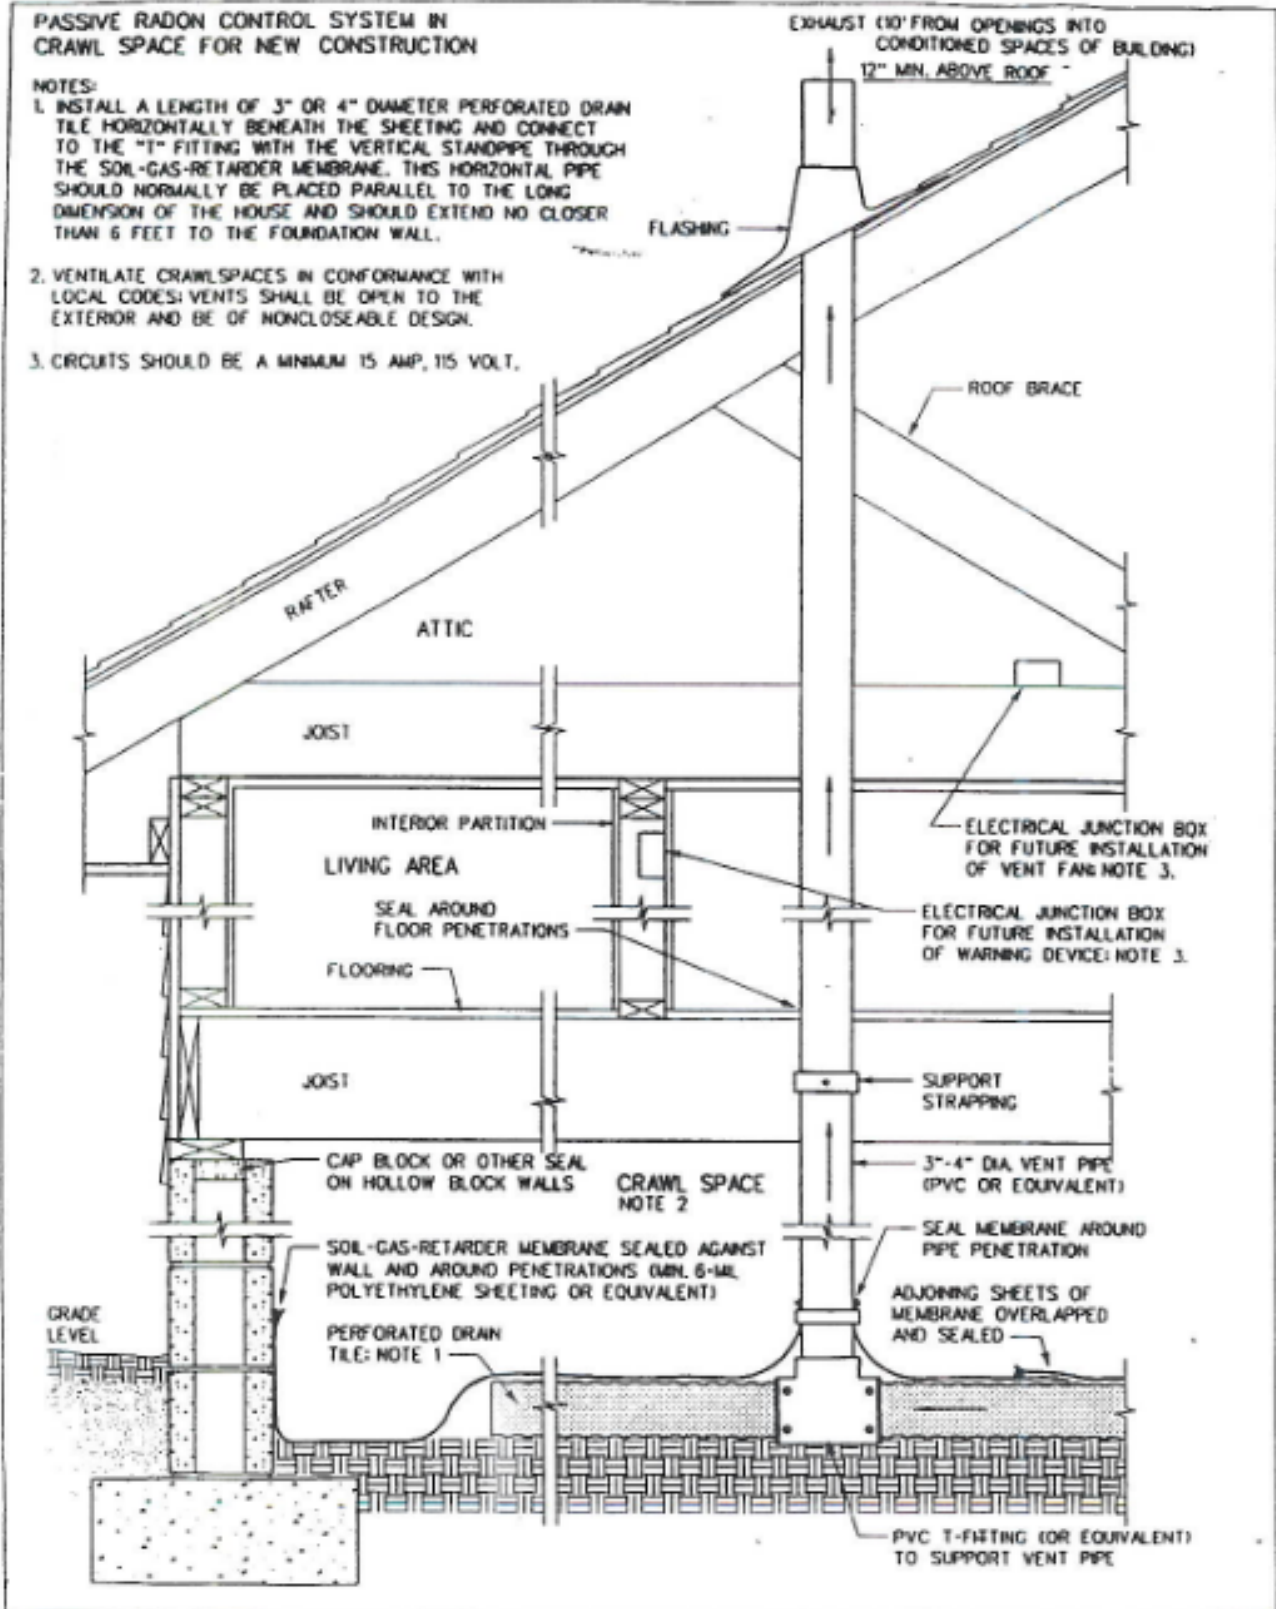 PASSIVE RADON CONTROL SYSTEM IN
CRAWL SPACE FOR NEW CONSTRUCTION
NOTES:
1. INSTALL A LENGTH OF 3" OR 4" DIAMETER PERFORATED DRAIN
TILE HORIZONTALLY BENEATH THE SHEETING AND CONNECT
TO THE "T" FITTING WITH THE VERTICAL STANDPIPE THROUGH
THE SOIL-GAS-RETARDER MEMBRANE. THIS HORIZONTAL PIPE
SHOULD NORMALLY BE PLACED PARALLEL TO THE LONG
DIMENSION OF THE HOUSE AND SHOULD EXTEND NO CLOSER
THAN 6 FEET TO THE FOUNDATION WALL.
2. VENTILATE CRAWLSPACES IN CONFORMANCE WITH
LOCAL CODES; VENTS SHALL BE OPEN TO THE
EXTERIOR AND BE OF NONCLOSEABLE DESIGN.
3. CIRCUITS SHOULD BE A MINIMUM 15 AMP, 115 VOLT.
EXHAUST (10' FROM OPENINGS INTO
CONDITIONED SPACES OF BUILDING)
12" MIN. ABOVE ROOF
FLASHING
ROOF BRACE
RAFTER
ATTIC
JOIST
INTERIOR PARTITION
LIVING AREA
ELECTRICAL JUNCTION BOX
FOR FUTURE INSTALLATION
OF VENT FAN; NOTE 3.
SEAL AROUND
FLOOR PENETRATIONS
ELECTRICAL JUNCTION BOX
FOR FUTURE INSTALLATION
OF WARNING DEVICE; NOTE 3.
FLOORING
JOIST
SUPPORT
STRAPPING
CAP BLOCK OR OTHER SEAL
ON HOLLOW BLOCK WALLS
CRAWL SPACE
NOTE 2
3"-4" DIA. VENT PIPE
(PVC OR EQUIVALENT)
SEAL MEMBRANE AROUND
PIPE PENETRATION
SOIL-GAS-RETARDER MEMBRANE SEALED AGAINST
WALL AND AROUND PENETRATIONS (MIN. 6-MIL
POLYETHYLENE SHEETING OR EQUIVALENT)
ADJOINING SHEETS OF
MEMBRANE OVERLAPPED
AND SEALED
GRADE
LEVEL
PERFORATED DRAIN
TILE; NOTE 1
PVC T-FITTING (OR EQUIVALENT)
TO SUPPORT VENT PIPE